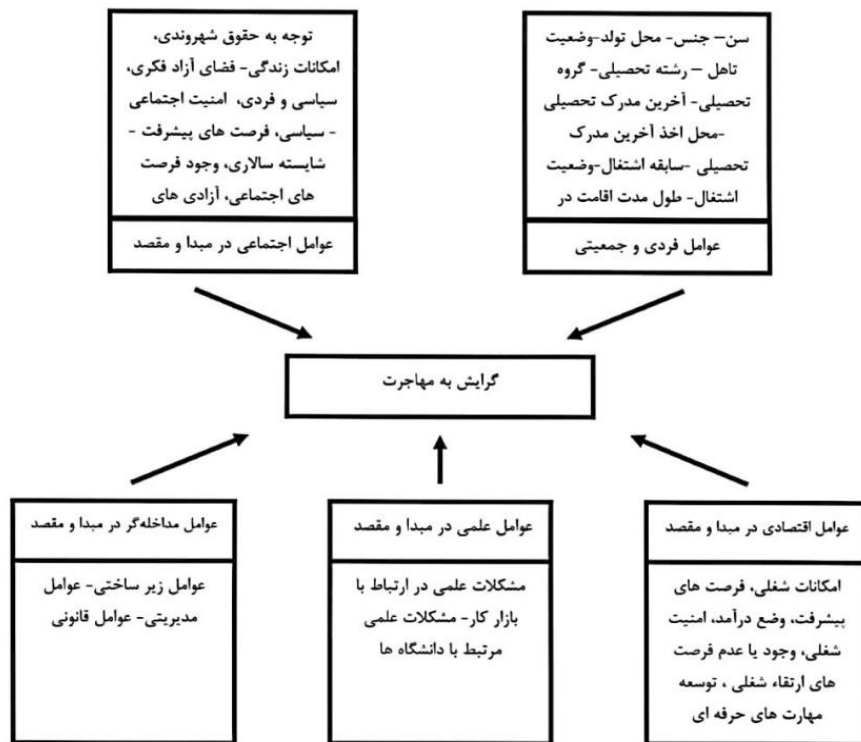 سن– جنس- محل تولد-وضعیت
تاهل – رشته تحصیلی- گروه
تحصیلی- آخرین مدرک تحصیلی
-محل اخذ آخرین مدرک
تحصیلی -سابقه اشتغال-وضعیت
اشتغال- طول مدت اقامت در
عوامل فردی و جمعیتی
توجه به حقوق شهروندی،
امکانات زندگی- فضای آزاد فکری،
سیاسی و فردی، امنیت اجتماعی
- سیاسی، فرصت های پیشرفت -
شایسته سالاری، وجود فرصت
های اجتماعی، آزادی های
عوامل اجتماعی در مبدا و مقصد
گرایش به مهاجرت
عوامل اقتصادی در مبدا و مقصد
امکانات شغلی، فرصت های
پیشرفت، وضع درآمد، امنیت
شغلی، وجود یا عدم فرصت
های ارتقاء شغلی ، توسعه
مهارت های حرفه ای
عوامل علمی در مبدا و مقصد
مشکلات علمی در ارتباط با
بازار کار- مشکلات علمی
مرتبط با دانشگاه ها
عوامل مداخله‌گر در مبدا و مقصد
عوامل زیر ساختی- عوامل
مدیریتی- عوامل قانونی